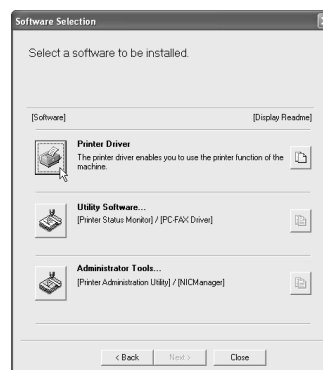 Software Selection
Select a software to be installed.
[Software] [Display Readme]
Printer Driver
The printer driver enables you to use the printer function of the
machine.
Utility Software...
[Printer Status Monitor] / [PC-FAX Driver]
Administrator Tools...
[Printer Administration Utility] / [NICManager]
< Back Next > Close